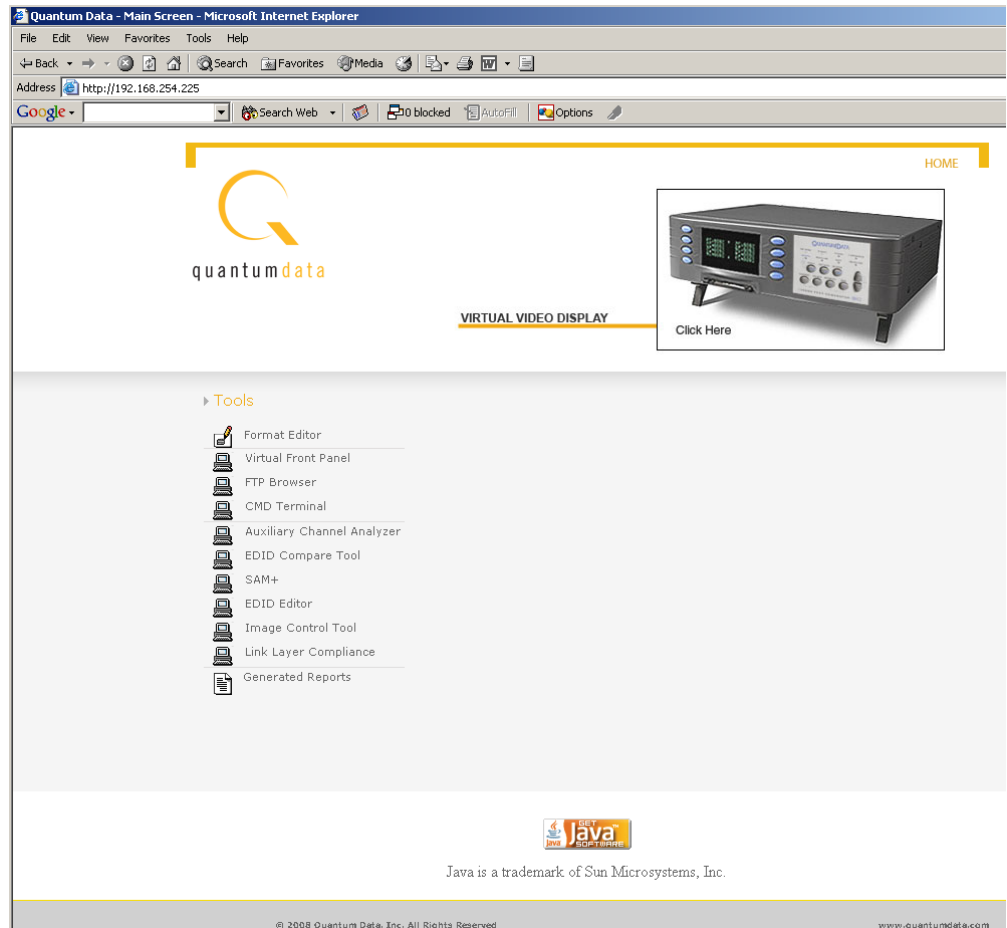 Quantum Data - Main Screen - Microsoft Internet Explorer
File Edit View Favorites Tools Help
Back Search Favorites Media
Address http://192.168.254.225
Google Search Web 0 blocked AutoFill Options
HOME
quantumdata
QUANTUMDATA
VIRTUAL VIDEO DISPLAY
Click Here
Tools
Format Editor
Virtual Front Panel
FTP Browser
CMD Terminal
Auxiliary Channel Analyzer
EDID Compare Tool
SAM+
EDID Editor
Image Control Tool
Link Layer Compliance
Generated Reports
GET
Java
SOFTWARE
Java
Java is a trademark of Sun Microsystems, Inc.
© 2008 Quantum Data, Inc. All Rights Reserved www.quantumdata.com